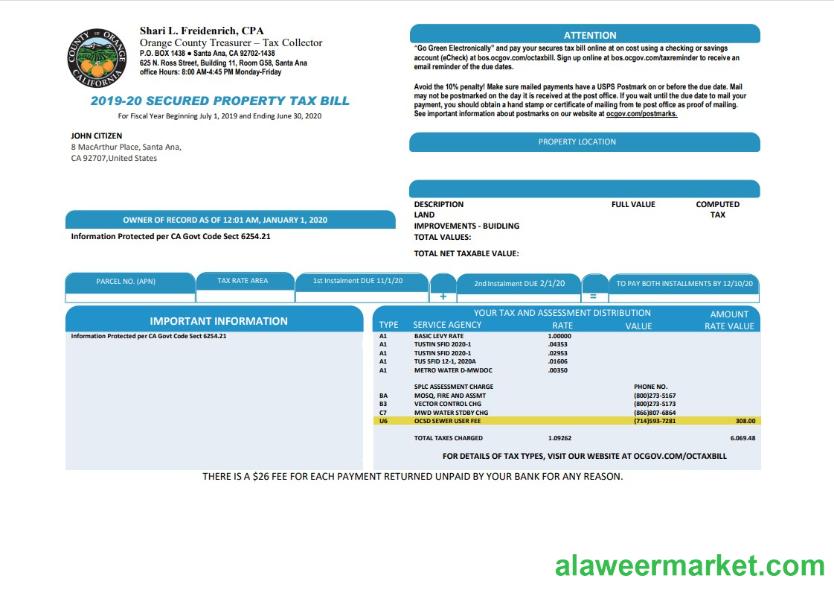 COUNTY OF ORANGE
CALIFORNIA
Shari L. Freidenrich, CPA
Orange County Treasurer – Tax Collector
P.O. BOX 1438 ● Santa Ana, CA 92702-1438
625 N. Ross Street, Building 11, Room G58, Santa Ana
office Hours: 8:00 AM-4:45 PM Monday-Friday
2019-20 SECURED PROPERTY TAX BILL
For Fiscal Year Beginning July 1, 2019 and Ending June 30, 2020
JOHN CITIZEN
8 MacArthur Place, Santa Ana,
CA 92707,United States
ATTENTION
“Go Green Electronically” and pay your secures tax bill online at on cost using a checking or savings
account (eCheck) at bos.ocgov.com/octaxbill. Sign up online at bos.ocgov.com/taxreminder to receive an
email reminder of the due dates.
Avoid the 10% penalty! Make sure mailed payments have a USPS Postmark on or before the due date. Mail
may not be postmarked on the day it is received at the post office. If you wait until the due date to mail your
payment, you should obtain a hand stamp or certificate of mailing from te post office as proof of mailing.
See important information about postmarks on our website at ocgov.com/postmarks.
PROPERTY LOCATION
OWNER OF RECORD AS OF 12:01 AM, JANUARY 1, 2020
Information Protected per CA Govt Code Sect 6254.21
DESCRIPTION FULL VALUE COMPUTED
LAND TAX
IMPROVEMENTS - BUIDLING
TOTAL VALUES:
TOTAL NET TAXABLE VALUE:
PARCEL NO. (APN) TAX RATE AREA 1st Instalment DUE 11/1/20 + 2nd Instalment DUE 2/1/20 = TO PAY BOTH INSTALLMENTS BY 12/10/20
IMPORTANT INFORMATION
Information Protected per CA Govt Code Sect 6254.21
YOUR TAX AND ASSESSMENT DISTRIBUTION AMOUNT
TYPE SERVICE AGENCY RATE VALUE RATE VALUE
A1 BASIC LEVY RATE 1.00000
A1 TUSTIN SFID 2020-1 .04353
A1 TUSTIN SFID 2020-1 .02953
A1 TUS SFID 12-1, 2020A .01606
A1 METRO WATER D-MWDOC .00350
SPLC ASSESSMENT CHARGE PHONE NO.
BA MOSQ, FIRE AND ASSMT (800)273-5167
B3 VECTOR CONTROL CHG (800)273-5173
C7 MWD WATER STDBY CHG (866)807-6864
U6 OCSD SEWER USER FEE (714)593-7281 308.00
TOTAL TAXES CHARGED 1.09262 6.069.48
FOR DETAILS OF TAX TYPES, VISIT OUR WEBSITE AT OCGOV.COM/OCTAXBILL
THERE IS A $26 FEE FOR EACH PAYMENT RETURNED UNPAID BY YOUR BANK FOR ANY REASON.
alaweermarket.com